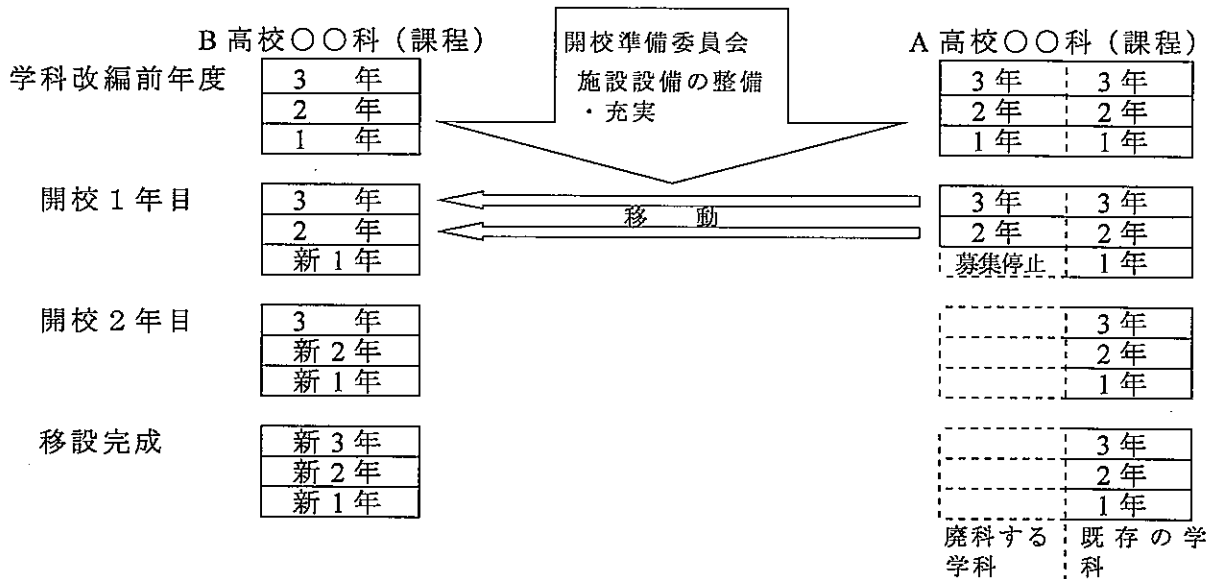 B高校○○科（課程）
開校準備委員会
施設設備の整備
・充実
A高校○○科（課程）
学科改編前年度
3　年
2　年
1　年
3年 3年
2年 2年
1年 1年
開校1年目
3　年
2　年
新1年
移　動
3年 3年
2年 2年
募集停止 1年
開校2年目
3　年
新2年
新1年
3年
2年
1年
移設完成
新3年
新2年
新1年
3年
2年
1年
廃科する
学科
既存の学
科